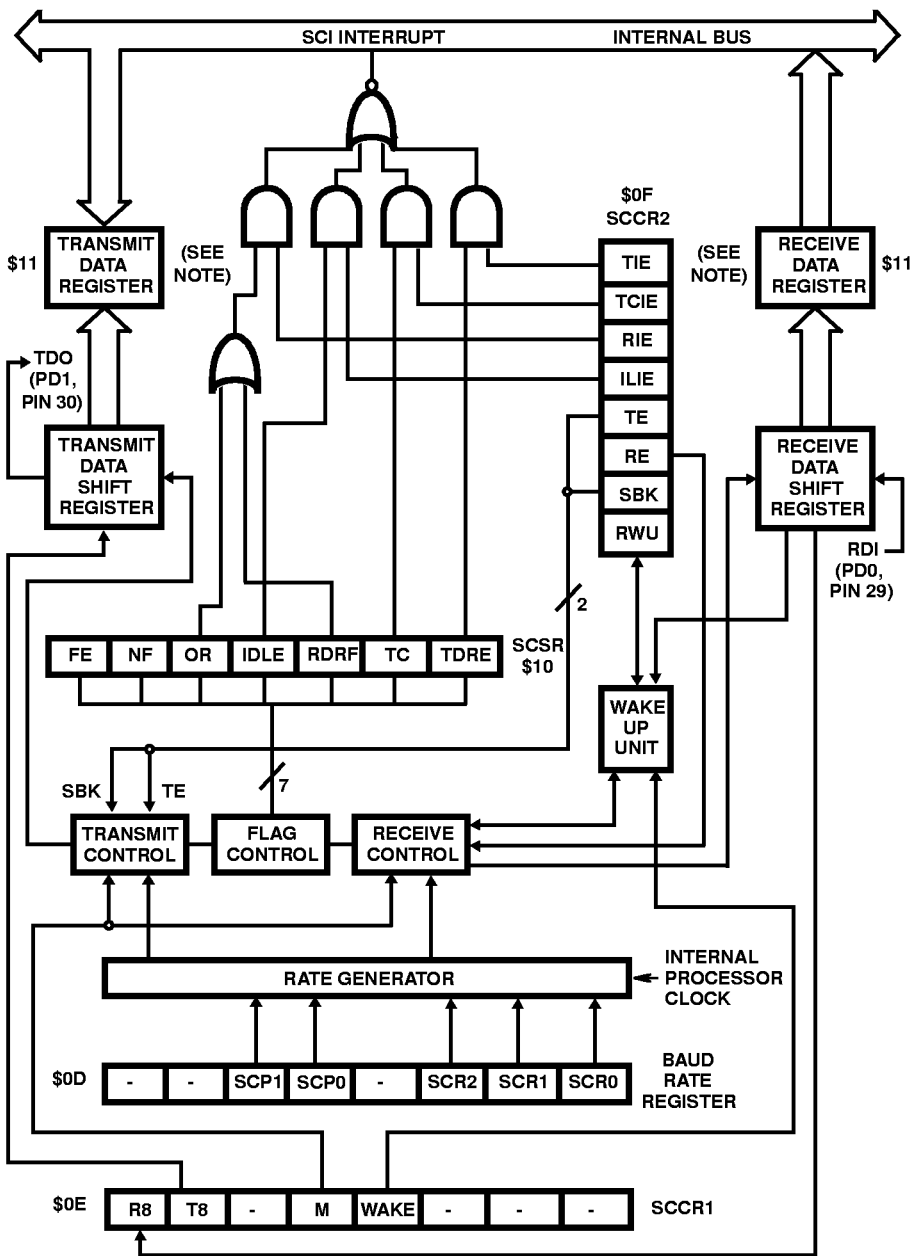 SCI INTERRUPT
INTERNAL BUS
$0F
SCCR2
$11
TRANSMIT
DATA
REGISTER
(SEE
NOTE)
TIE
TCIE
RIE
ILIE
TE
RE
SBK
RWU
(SEE
NOTE)
RECEIVE
DATA
REGISTER
$11
TDO
(PD1,
PIN 30)
TRANSMIT
DATA
SHIFT
REGISTER
RECEIVE
DATA
SHIFT
REGISTER
RDI
(PD0,
PIN 29)
2
FE NF OR IDLE RDRF TC TDRE
SCSR
$10
WAKE
UP
UNIT
7
SBK
TE
TRANSMIT
CONTROL
FLAG
CONTROL
RECEIVE
CONTROL
RATE GENERATOR
INTERNAL
PROCESSOR
CLOCK
$0D
- - SCP1 SCP0 - SCR2 SCR1 SCR0
BAUD
RATE
REGISTER
$0E
R8 T8 - M WAKE - - -
SCCR1